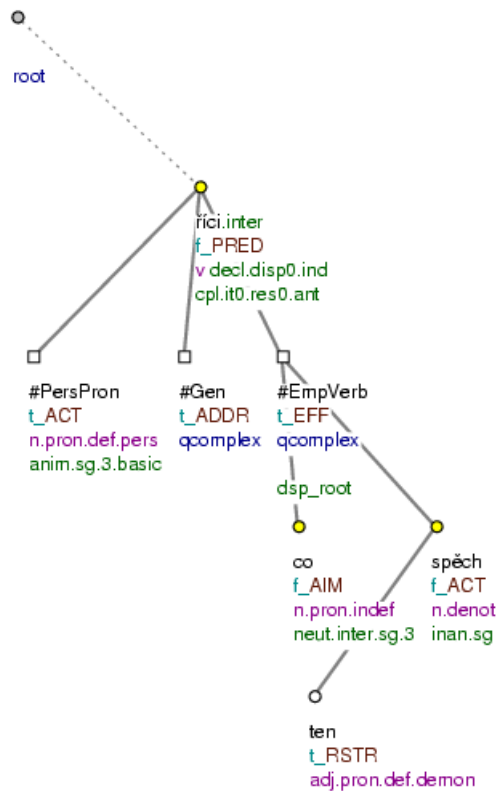 root
říci.inter
f_PRED
v decl.disp0.ind
cpl.it0.res0.ant
#PersPron
t_ACT
n.pron.def.pers
anim.sg.3.basic
#Gen
t_ADDR
qcomplex
#EmpVerb
t_EFF
qcomplex
dsp_root
co
f_AIM
n.pron.indef
neut.inter.sg.3
spěch
f_ACT
n.denot
inan.sg
ten
t_RSTR
adj.pron.def.demon